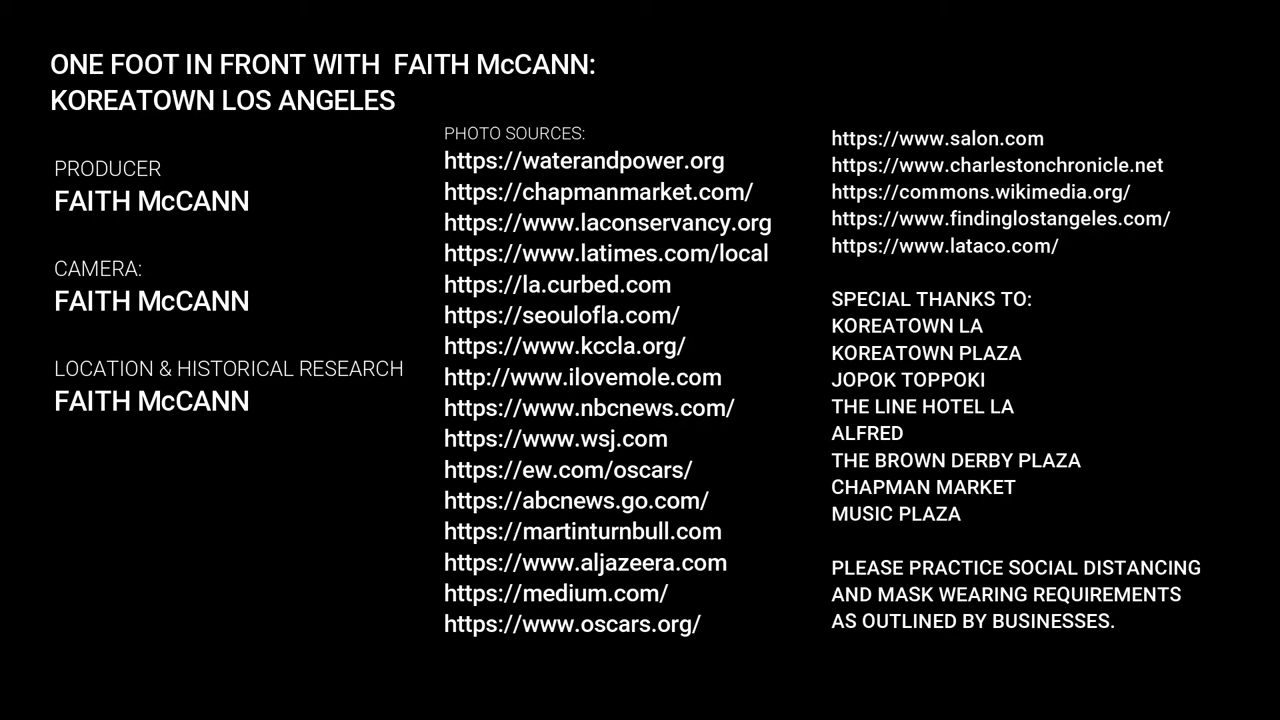 ONE FOOT IN FRONT WITH FAITH McCANN:
KOREATOWN LOS ANGELES
PRODUCER
FAITH McCANN
CAMERA:
FAITH McCANN
LOCATION & HISTORICAL RESEARCH
FAITH McCANN
PHOTO SOURCES:
https://waterandpower.org
https://chapmanmarket.com/
https://www.laconservancy.org
https://www.latimes.com/local
https://la.curbed.com
https://seoulofla.com/
https://www.kccla.org/
http://www.ilovemole.com
https://www.nbcnews.com/
https://www.wsj.com
https://ew.com/oscars/
https://abcnews.go.com/
https://martinturnbull.com
https://www.aljazeera.com
https://medium.com/
https://www.oscars.org/
https://www.salon.com
https://www.charlestonchronicle.net
https://commons.wikimedia.org/
https://www.findinglostangeles.com/
https://www.lataco.com/
SPECIAL THANKS TO:
KOREATOWN LA
KOREATOWN PLAZA
JOPOK TOPPOKI
THE LINE HOTEL LA
ALFRED
THE BROWN DERBY PLAZA
CHAPMAN MARKET
MUSIC PLAZA
PLEASE PRACTICE SOCIAL DISTANCING
AND MASK WEARING REQUIREMENTS
AS OUTLINED BY BUSINESSES.